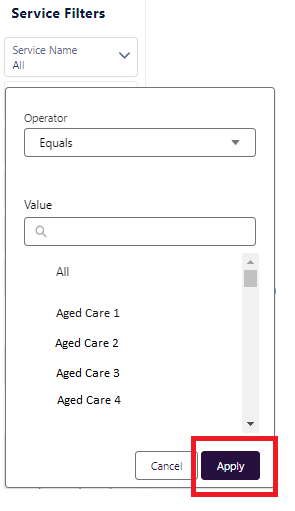 Service Filters
Service Name
All
Operator
Equals
Value
All
Aged Care 1
Aged Care 2
Aged Care 3
Aged Care 4
Cancel
Apply